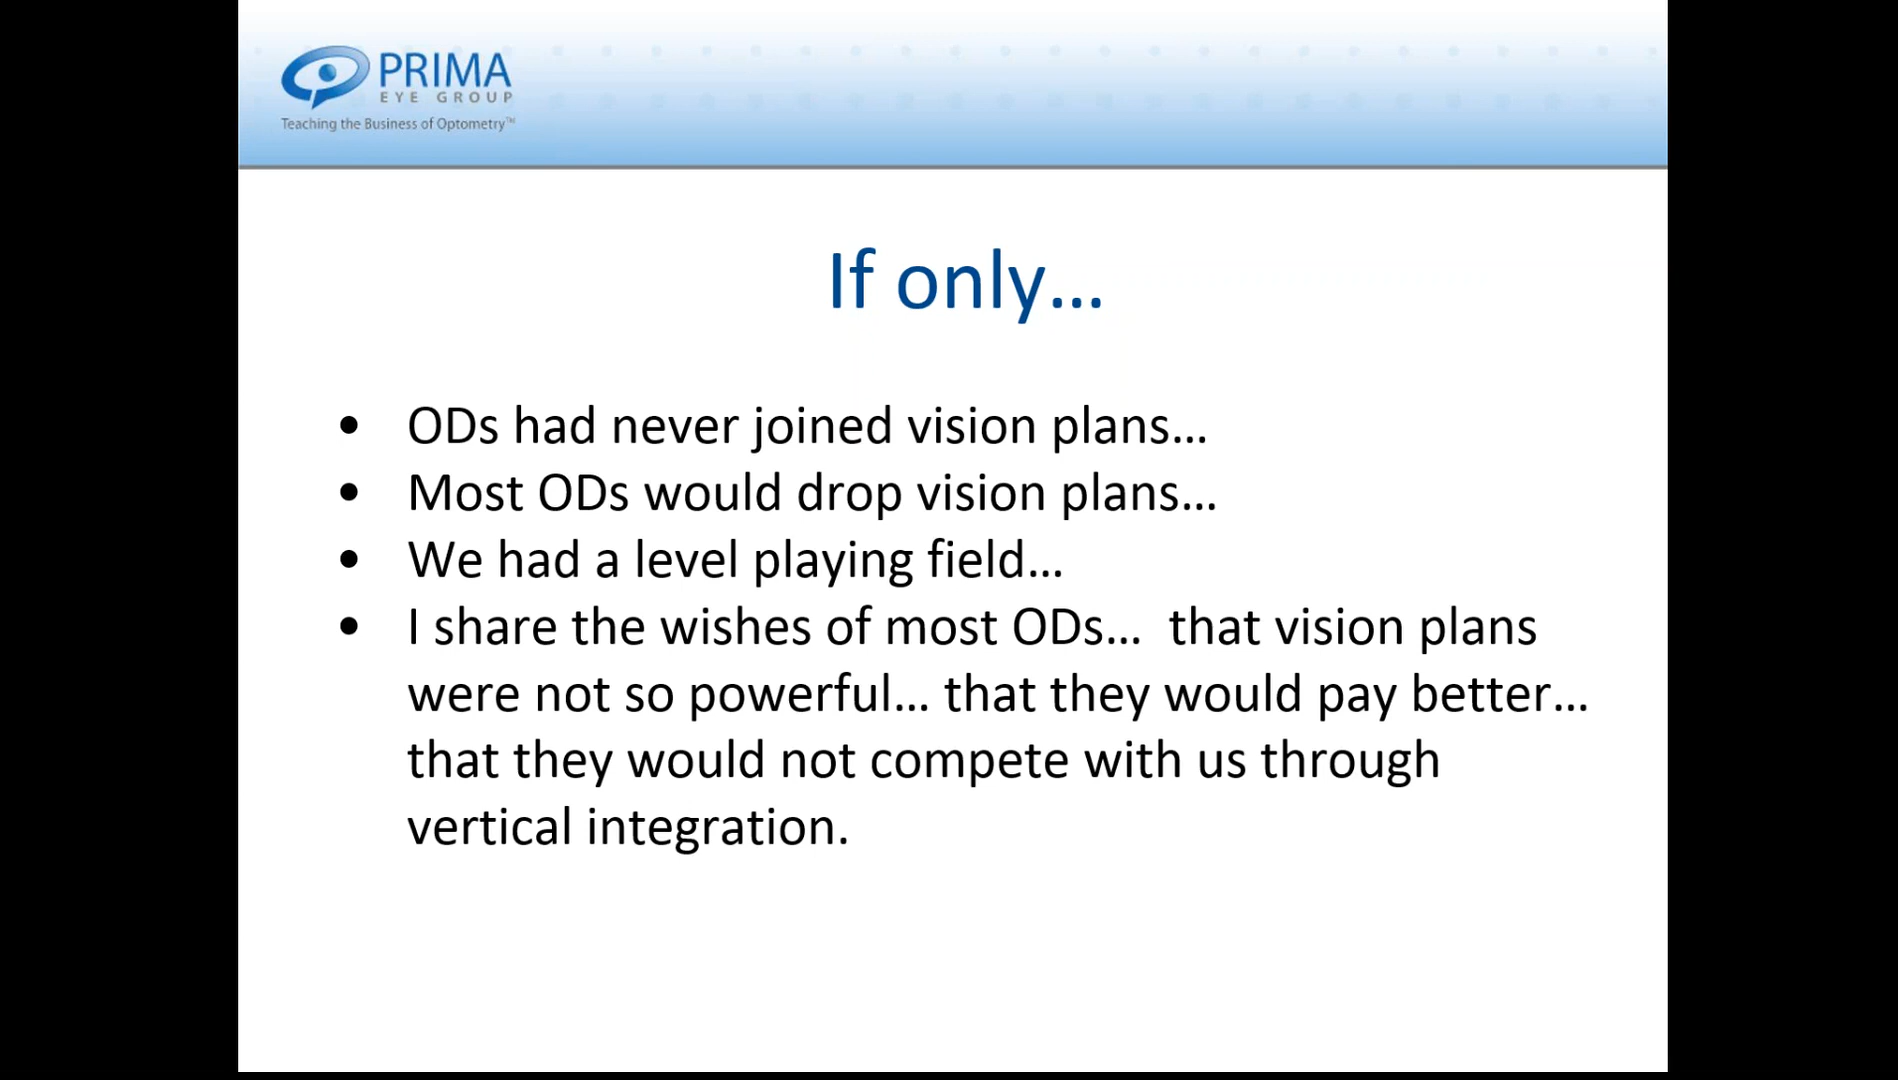 PRIMA
EYE GROUP
Teaching the Business of Optometry™
If only…
• ODs had never joined vision plans…
• Most ODs would drop vision plans…
• We had a level playing field…
• I share the wishes of most ODs…  that vision plans
were not so powerful… that they would pay better…
that they would not compete with us through
vertical integration.